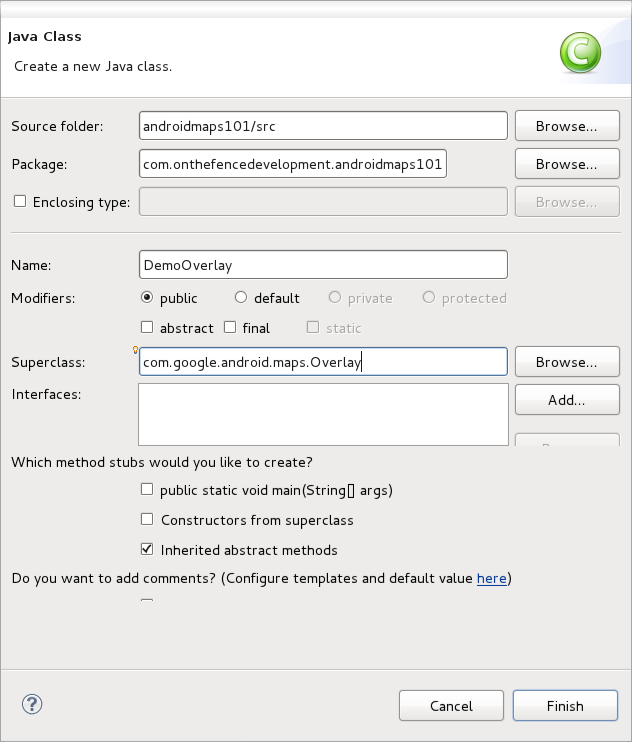 Java Class
Create a new Java class.
Source folder: androidmaps101/src Browse...
Package: com.onthefencedevelopment.androidmaps101 Browse...
Enclosing type: Browse...
Name: DemoOverlay
Modifiers: public default private protected
abstract final static
Superclass: com.google.android.maps.Overlay Browse...
Interfaces: Add...
Which method stubs would you like to create?
public static void main(String[] args)
Constructors from superclass
Inherited abstract methods
Do you want to add comments? (Configure templates and default value here)
Cancel Finish